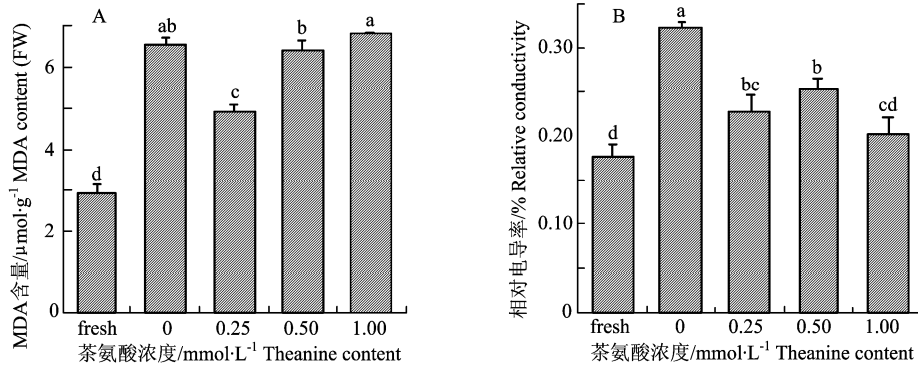 A
MDA含量/μmol·g⁻¹ MDA content (FW)
6
4
2
0
d
ab
c
b
a
fresh 0 0.25 0.50 1.00
茶氨酸浓度/mmol·L⁻¹ Theanine content
B
相对电导率/% Relative conductivity
0.30
0.20
0.10
0
d
a
bc
b
cd
fresh 0 0.25 0.50 1.00
茶氨酸浓度/mmol·L⁻¹ Theanine content